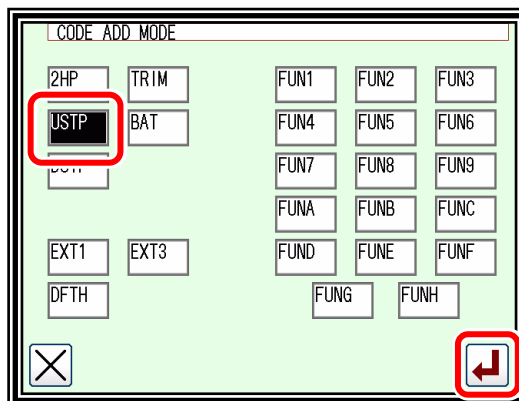 CODE ADD MODE
2HP TRIM FUN1 FUN2 FUN3
USTP BAT FUN4 FUN5 FUN6
FUN7 FUN8 FUN9
FUNA FUNB FUNC
EXT1 EXT3 FUND FUNE FUNF
DFTH FUNG FUNH